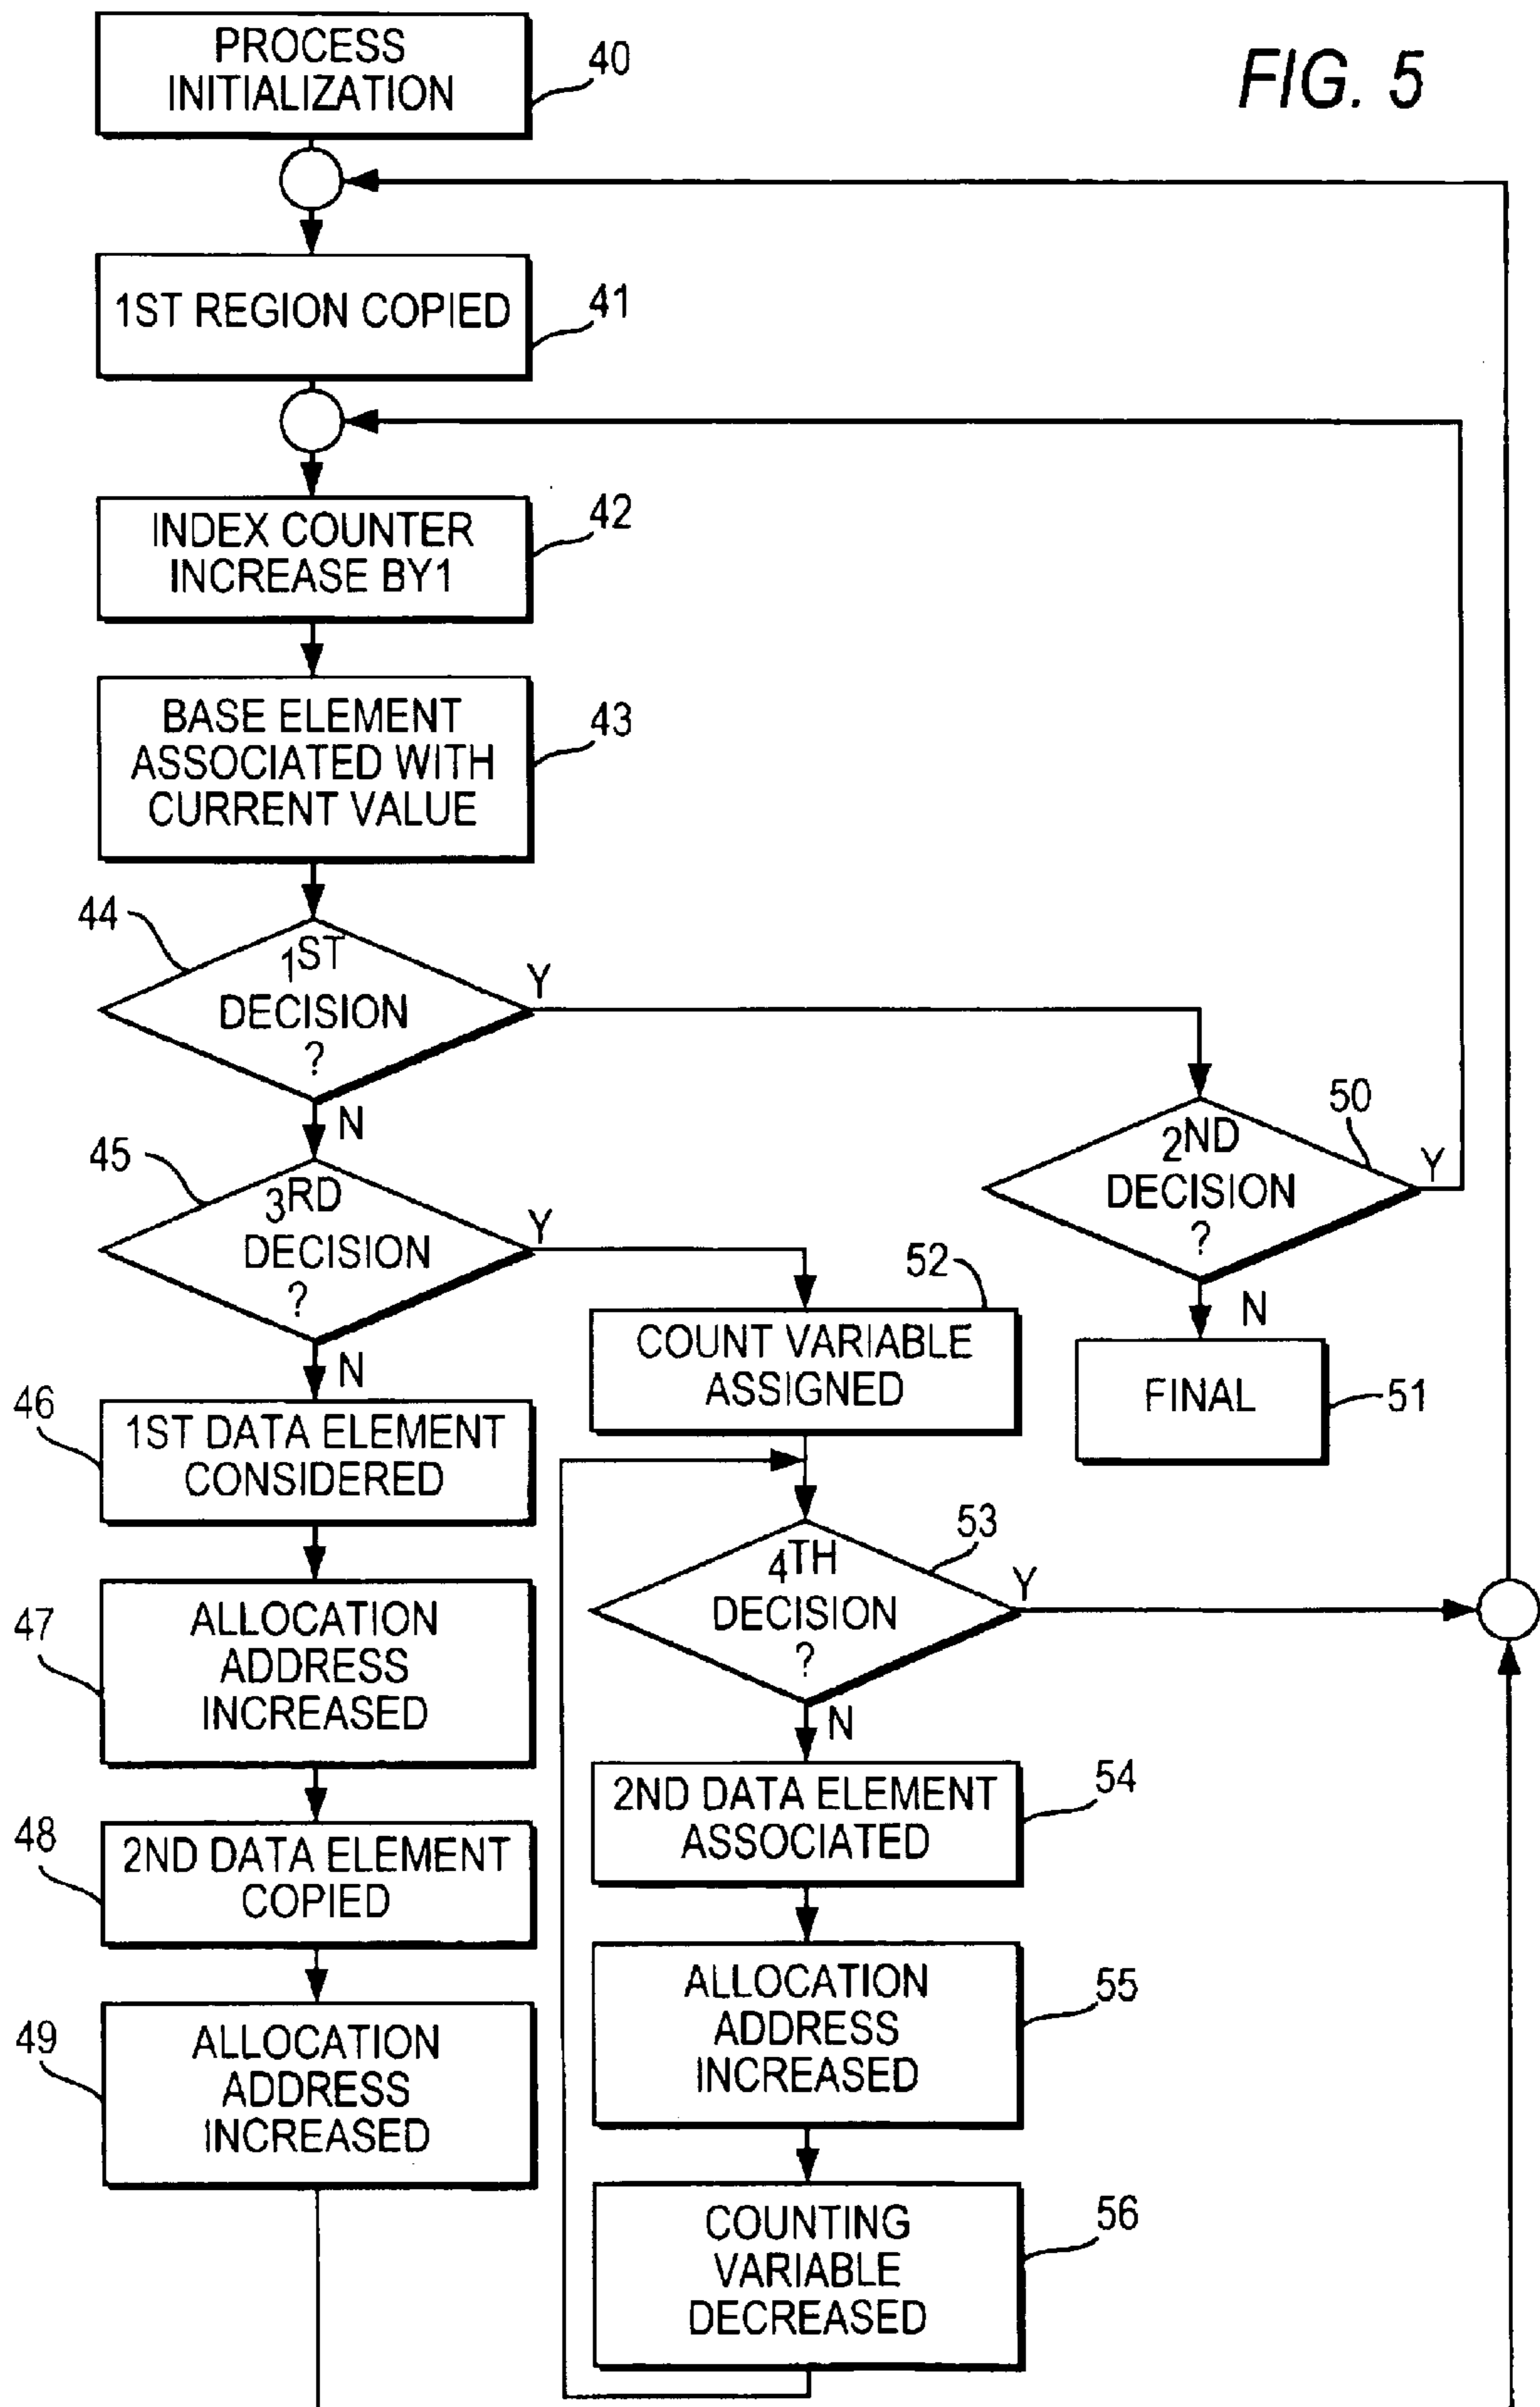 FIG. 5
PROCESS
INITIALIZATION
40
1ST REGION COPIED
41
INDEX COUNTER
INCREASE BY1
42
BASE ELEMENT
ASSOCIATED WITH
CURRENT VALUE
43
44
1ST
DECISION
?
Y
N
2ND
DECISION
?
50
Y
N
FINAL
51
45
3RD
DECISION
?
Y
N
52
COUNT VARIABLE
ASSIGNED
46
1ST DATA ELEMENT
CONSIDERED
4TH
DECISION
?
53
Y
N
47
ALLOCATION
ADDRESS
INCREASED
2ND DATA ELEMENT
ASSOCIATED
54
48
2ND DATA ELEMENT
COPIED
ALLOCATION
ADDRESS
INCREASED
55
49
ALLOCATION
ADDRESS
INCREASED
COUNTING
VARIABLE
DECREASED
56